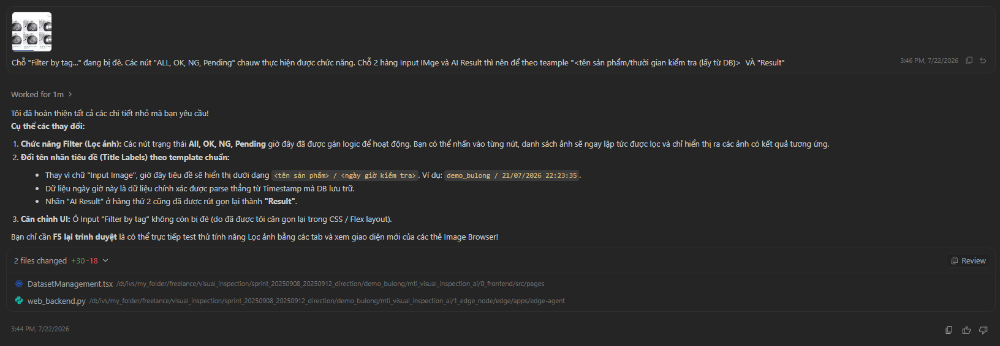 Chỗ "Filter by tag..." đang bị đè. Các nút "ALL, OK, NG, Pending" chauw thực hiện được chức năng. Chỗ 2 hàng Input IMge và AI Result thì nên để theo teample "<tên sản phẩm/thười gian kiểm tra (lấy từ DB)>  VÀ "Result"
3:46 PM, 7/22/2026
Worked for 1m >
Tôi đã hoàn thiện tất cả các chi tiết nhỏ mà bạn yêu cầu!
Cụ thể các thay đổi:
1. Chức năng Filter (Lọc ảnh): Các nút trạng thái All, OK, NG, Pending giờ đây đã được gán logic để hoạt động. Bạn có thể nhấn vào từng nút, danh sách ảnh sẽ ngay lập tức được lọc và chỉ hiển thị ra các ảnh có kết quả tương ứng.
2. Đổi tên nhãn tiêu đề (Title Labels) theo template chuẩn:
• Thay vì chữ "Input Image", giờ đây tiêu đề sẽ hiển thị dưới dạng <tên sản phẩm> / <ngày giờ kiểm tra>. Ví dụ: demo_bulong / 21/07/2026 22:23:35.
• Dữ liệu ngày giờ này là dữ liệu chính xác được parse thẳng từ Timestamp mà DB lưu trữ.
• Nhãn "AI Result" ở hàng thứ 2 cũng đã được rút gọn lại thành "Result".
3. Căn chỉnh UI: Ô Input "Filter by tag" không còn bị đè (do đã được tôi căn gọn lại trong CSS / Flex layout).
Bạn chỉ cần F5 lại trình duyệt là có thể trực tiếp test thử tính năng Lọc ảnh bằng các tab và xem giao diện mới của các thẻ Image Browser!
2 files changed +30 -18
Review
DatasetManagement.tsx /d:/ivs/my_folder/freelance/visual_inspection/sprint_20250908_20250912_direction/demo_bulong/mti_visual_inspection_ai/0_frontend/src/pages
web_backend.py /d:/ivs/my_folder/freelance/visual_inspection/sprint_20250908_20250912_direction/demo_bulong/mti_visual_inspection_ai/1_edge_node/edge/apps/edge-agent
3:44 PM, 7/22/2026